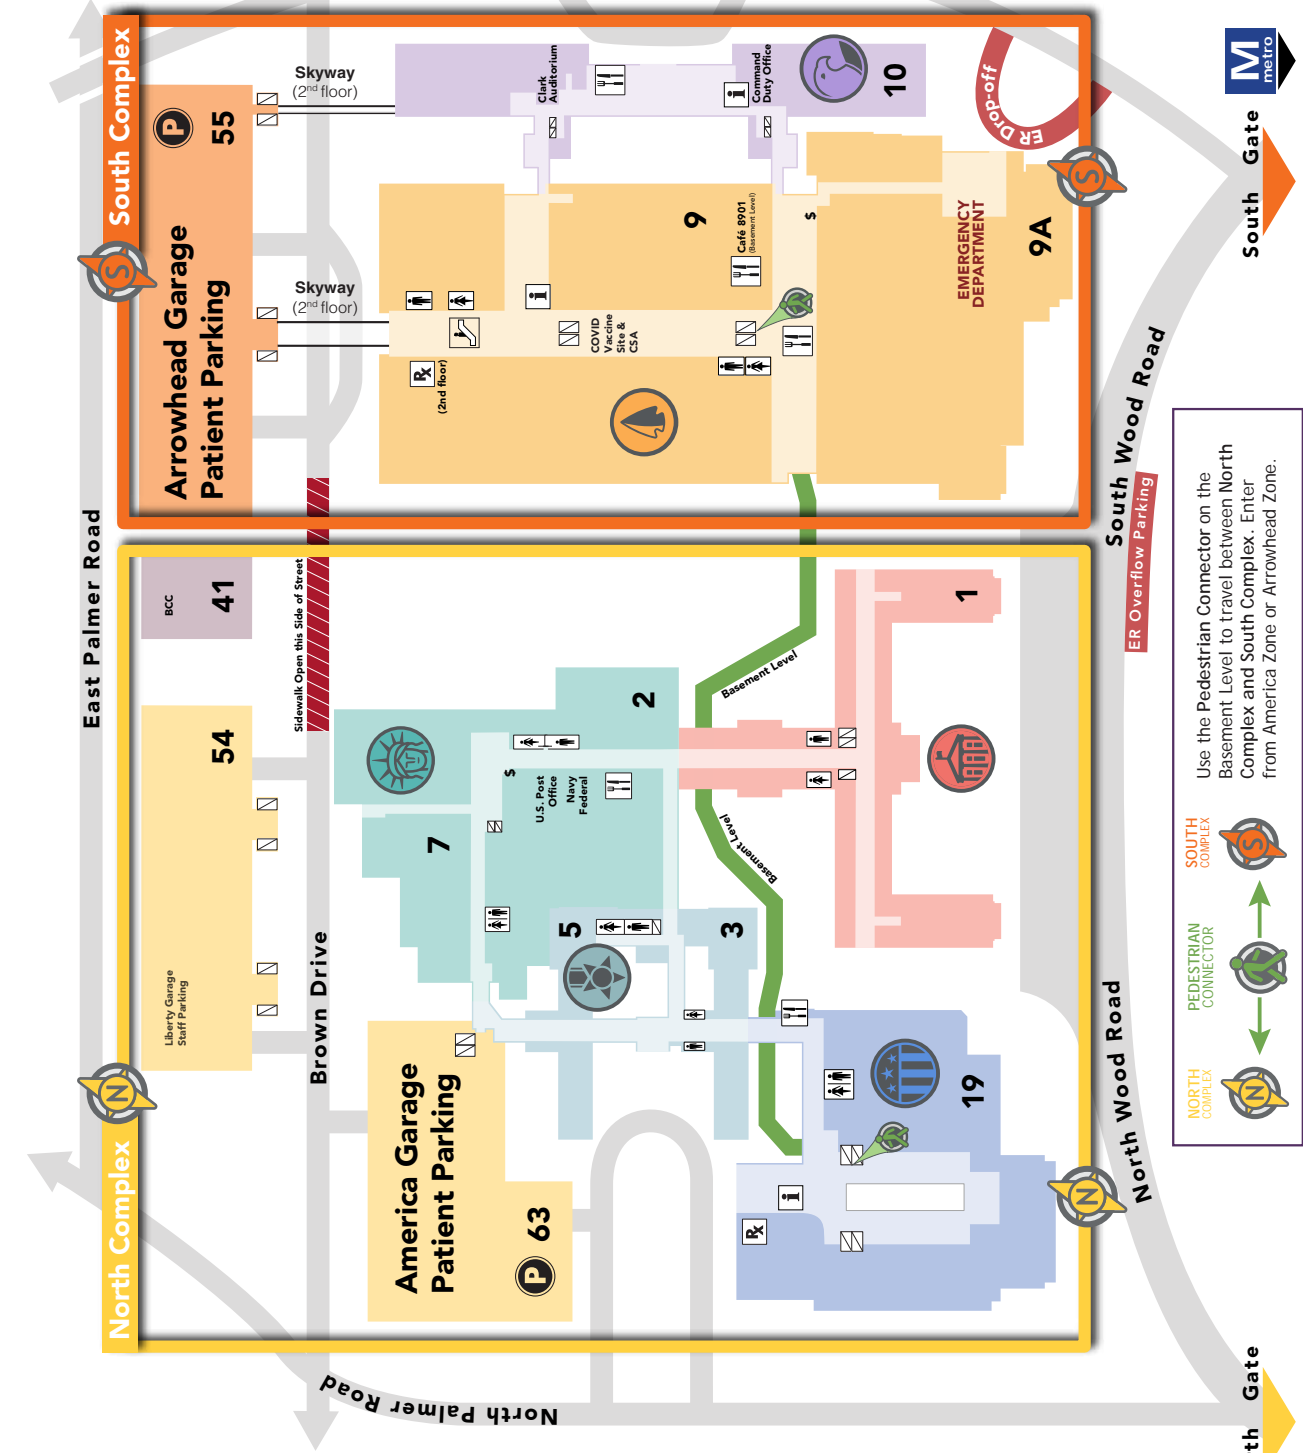 South Complex
Arrowhead Garage
Patient Parking
P
55
Skyway
(2nd floor)
Skyway
(2nd floor)
Clark
Auditorium
i
Command
Duty Office
10
ER Drop-off
M
metro
South Gate
S
S
9
Café 8901
(Basement Level)
$
i
COVID
Vaccine
Site &
CSA
Rx
(2nd floor)
EMERGENCY
DEPARTMENT
9A
East Palmer Road
South Wood Road
ER Overflow Parking
BCC
41
Sidewalk Open this Side of Street
54
Liberty Garage
Staff Parking
Brown Drive
2
7
$
U.S. Post
Office
Navy
Federal
5
3
1
Basement Level
Basement Level
North Complex
N
America Garage
Patient Parking
P
63
19
i
Rx
N
North Wood Road
North Palmer Road
Gate
Use the Pedestrian Connector on the
Basement Level to travel between North
Complex and South Complex. Enter
from America Zone or Arrowhead Zone.
NORTH
COMPLEX
N
PEDESTRIAN
CONNECTOR
SOUTH
COMPLEX
S